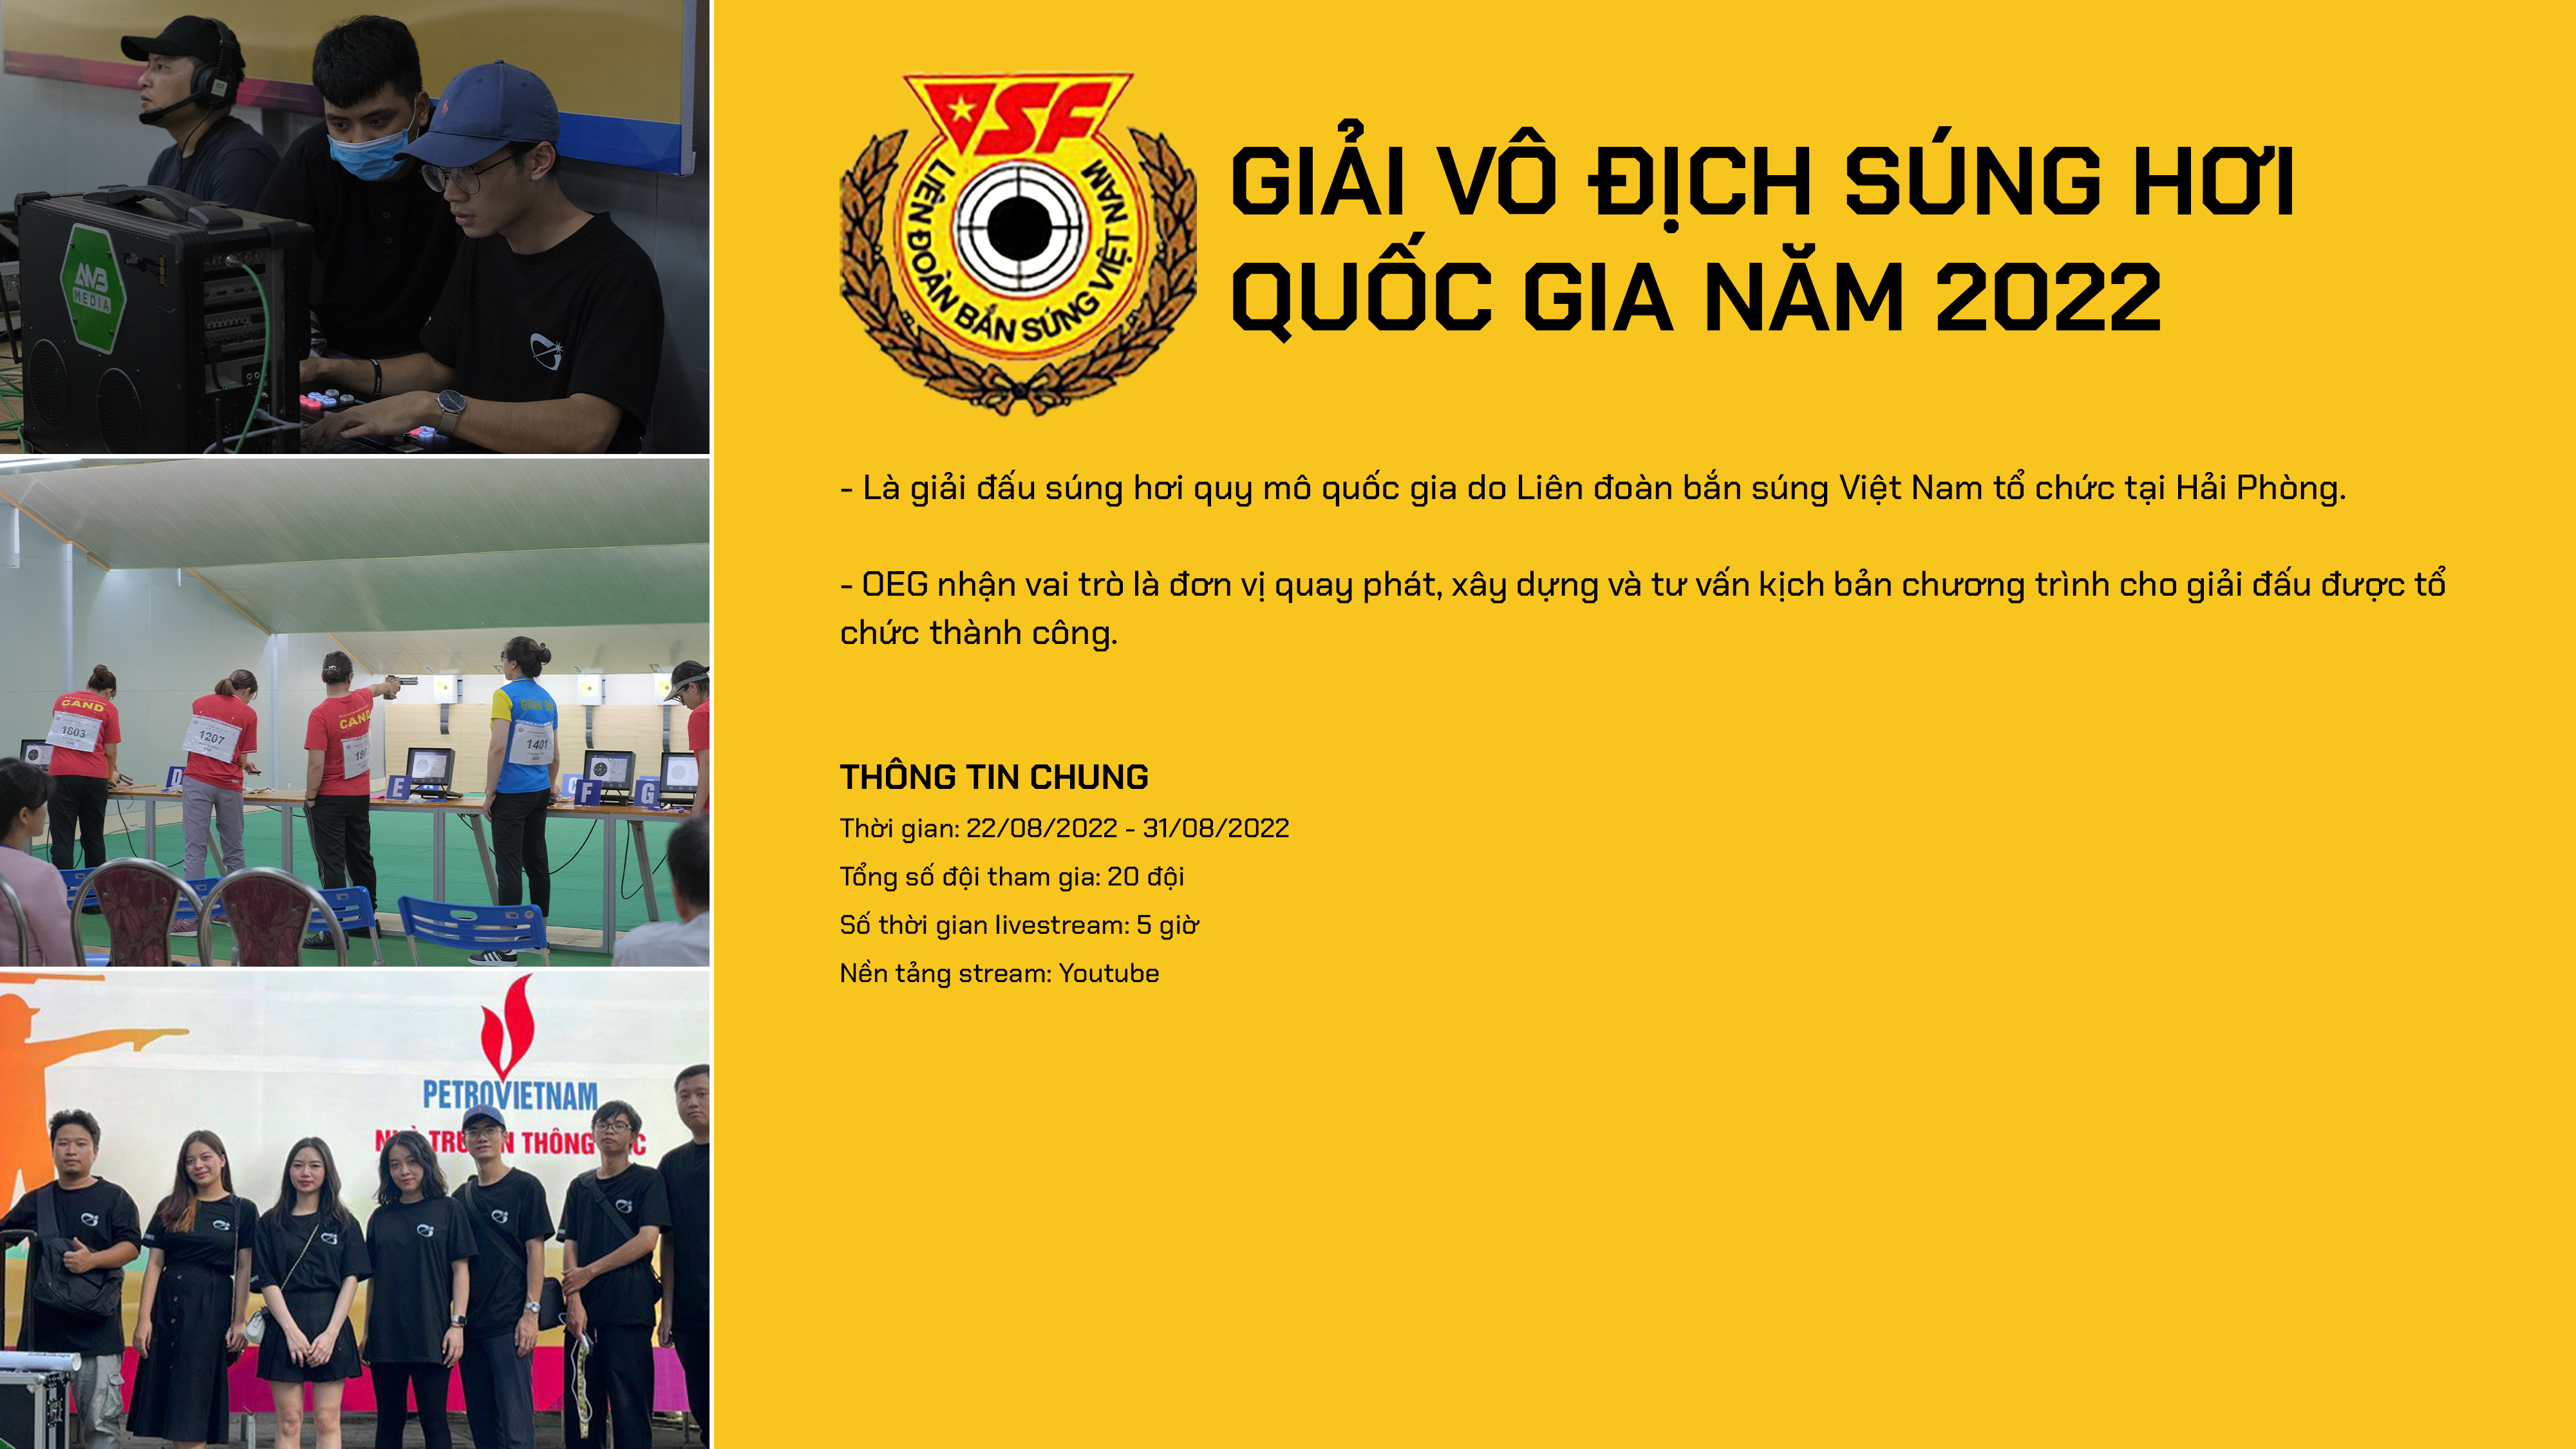 VSF
LIÊN ĐOÀN BẮN SÚNG VIỆT NAM
GIẢI VÔ ĐỊCH SÚNG HƠI
QUỐC GIA NĂM 2022
- Là giải đấu súng hơi quy mô quốc gia do Liên đoàn bắn súng Việt Nam tổ chức tại Hải Phòng.
- OEG nhận vai trò là đơn vị quay phát, xây dựng và tư vấn kịch bản chương trình cho giải đấu được tổ
chức thành công.
THÔNG TIN CHUNG
Thời gian: 22/08/2022 - 31/08/2022
Tổng số đội tham gia: 20 đội
Số thời gian livestream: 5 giờ
Nền tảng stream: Youtube
AMB
MEDIA
CAND
1603
1207
CAND
1401
D
E
F
G
PETROVIETNAM
THÔNG